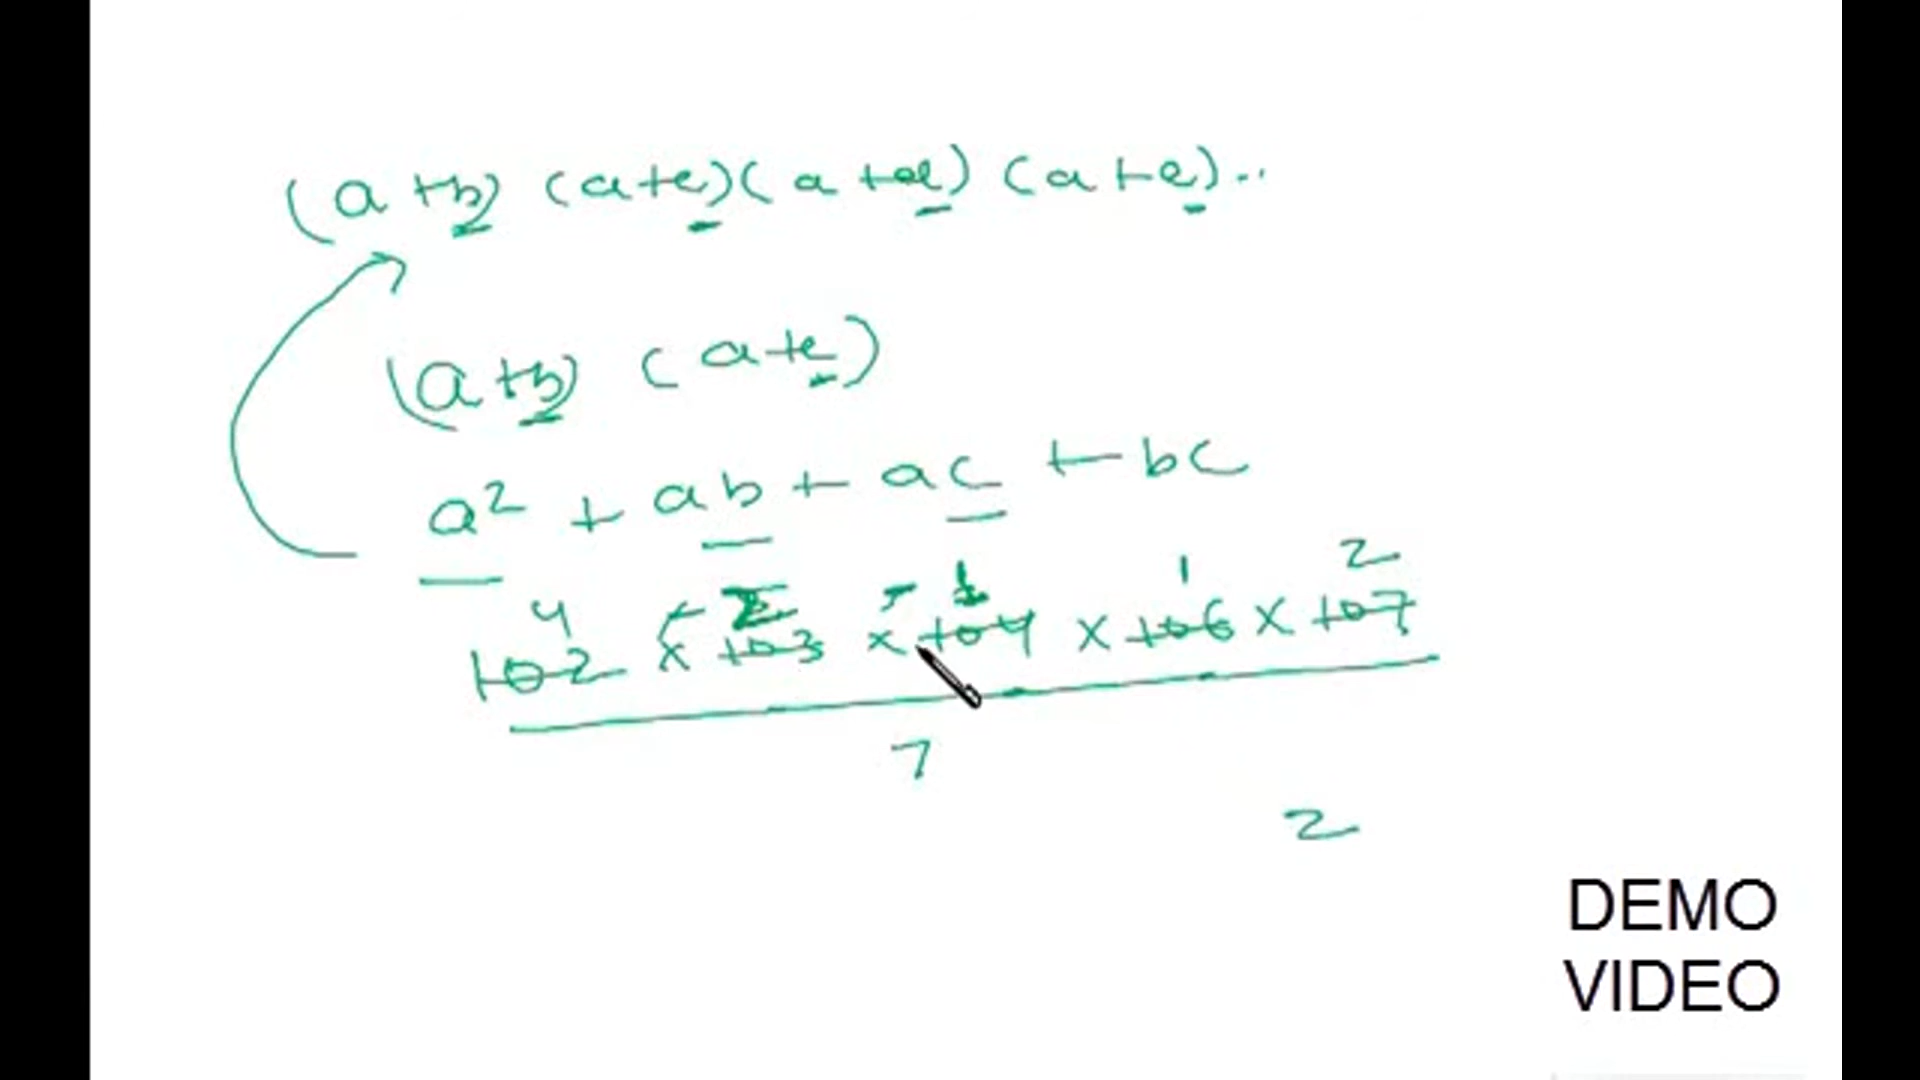 (a+b) (a+c)(a+d) (a+e)..
(a+b) (a+c)
a² + ab + ac + bc
4 1 2
102 x 103 x 104 x 106 x 107
7
2
DEMO
VIDEO